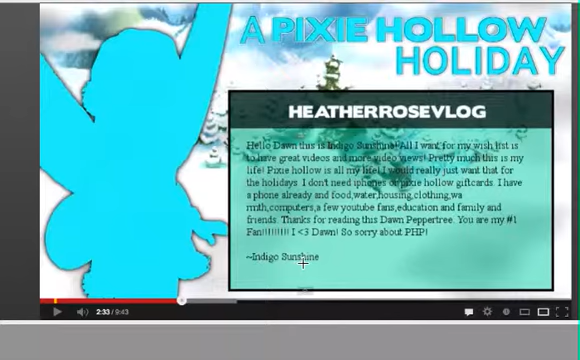 A PIXIE HOLLOW
HOLIDAY
HEATHERROSEVLOG
Hello Dawn this is Indigo Sunshine! All I want for my wish list is
to have great videos and more video views! Pretty much this is my
life! Pixie hollow is all my life! I would really just want that for
the holidays. I don't need iphones or pixie hollow giftcards. I have
a phone already and food,water,housing,clothing,wa
rmth,computers,a few youtube fans,education and family and
friends. Thanks for reading this Dawn Peppertree. You are my #1
Fan!!!!!!!!!! I <3 Dawn! So sorry about PHP!
~Indigo Sunshine
2:33 / 9:43